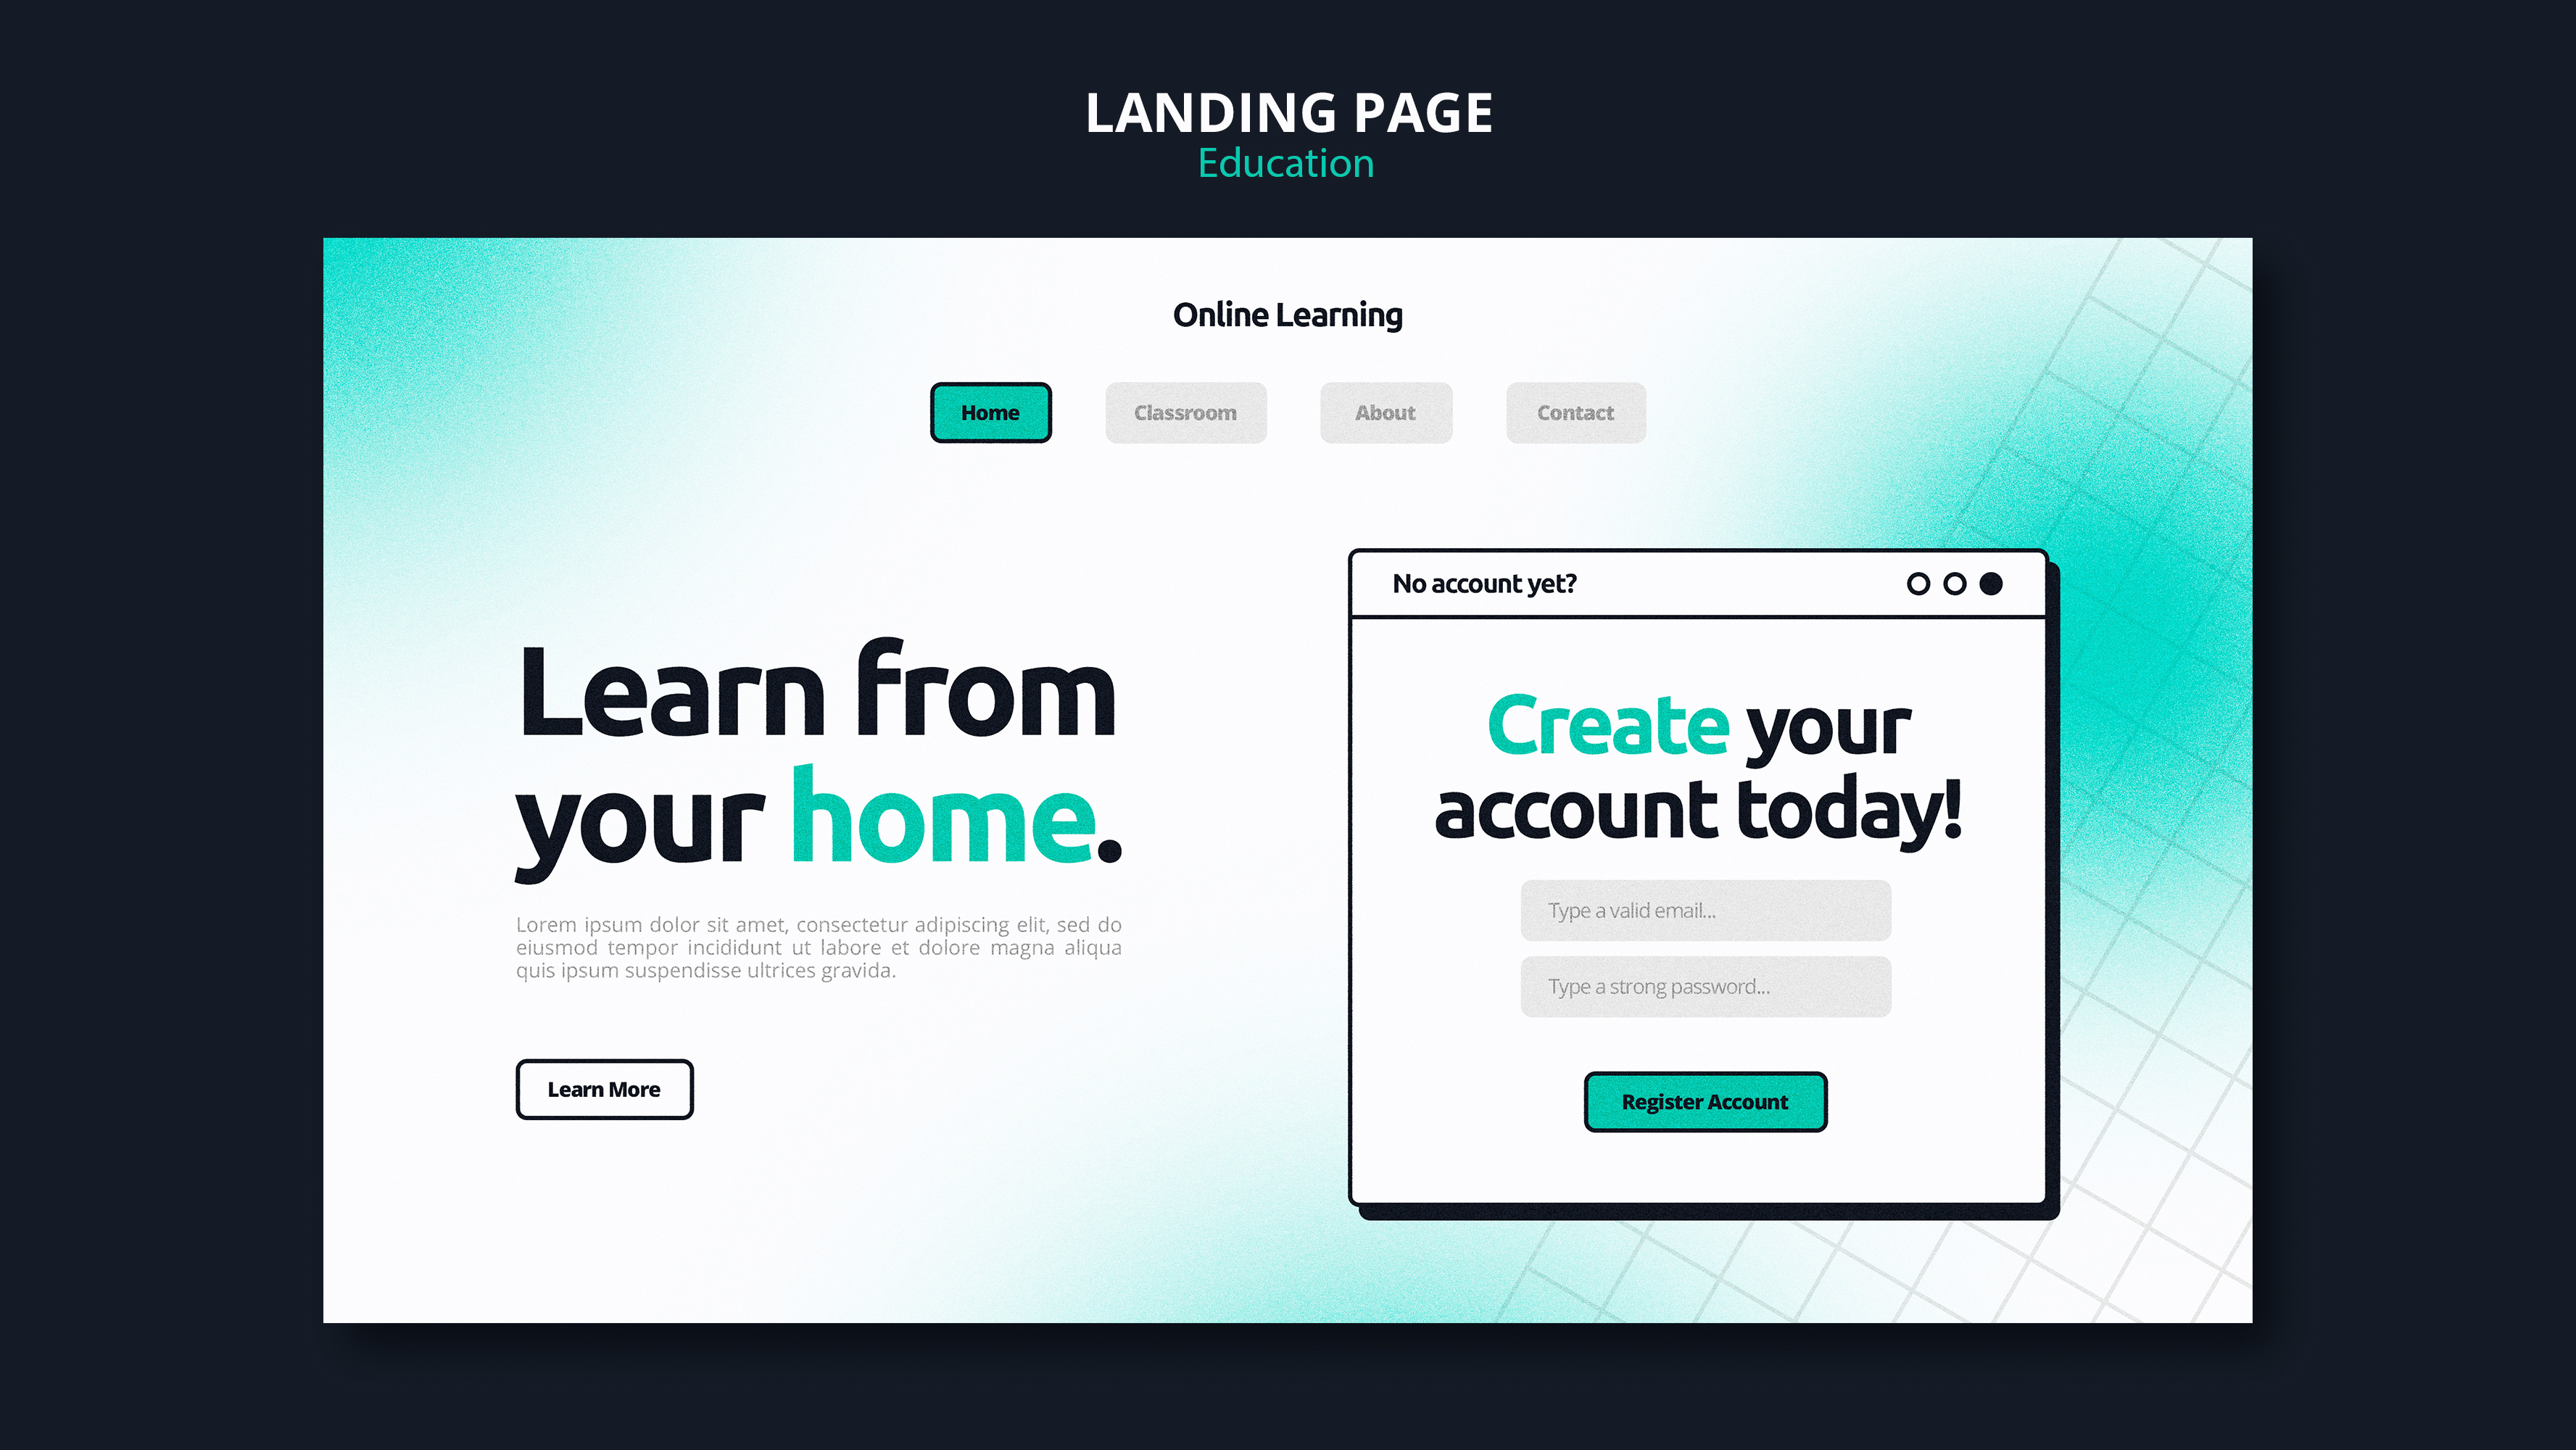 LANDING PAGE
Education
Online Learning
Home
Classroom
About
Contact
Learn from
your home.
Lorem ipsum dolor sit amet, consectetur adipiscing elit, sed do
eiusmod tempor incididunt ut labore et dolore magna aliqua
quis ipsum suspendisse ultrices gravida.
Learn More
No account yet?
Create your
account today!
Type a valid email...
Type a strong password...
Register Account